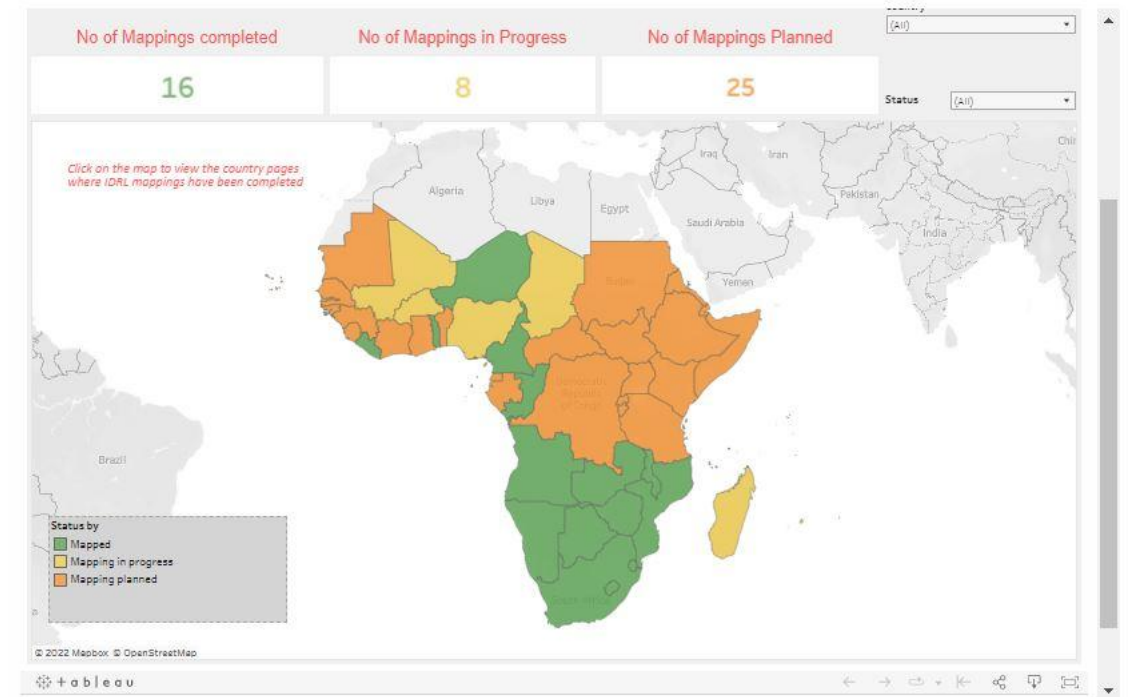 No of Mappings completed
No of Mappings in Progress
No of Mappings Planned
(All)
16
8
25
Status
(All)
Click on the map to view the country pages
where IDRL mappings have been completed
Algeria
Libya
Egypt
Iraq
Iran
Saudi Arabia
Pakistan
India
Yemen
Sudan
Democratic
Republic
of Congo
Brazil
South Africa
Status by
Mapped
Mapping in progress
Mapping planned
© 2022 Mapbox © OpenStreetMap
+ a b l e a u